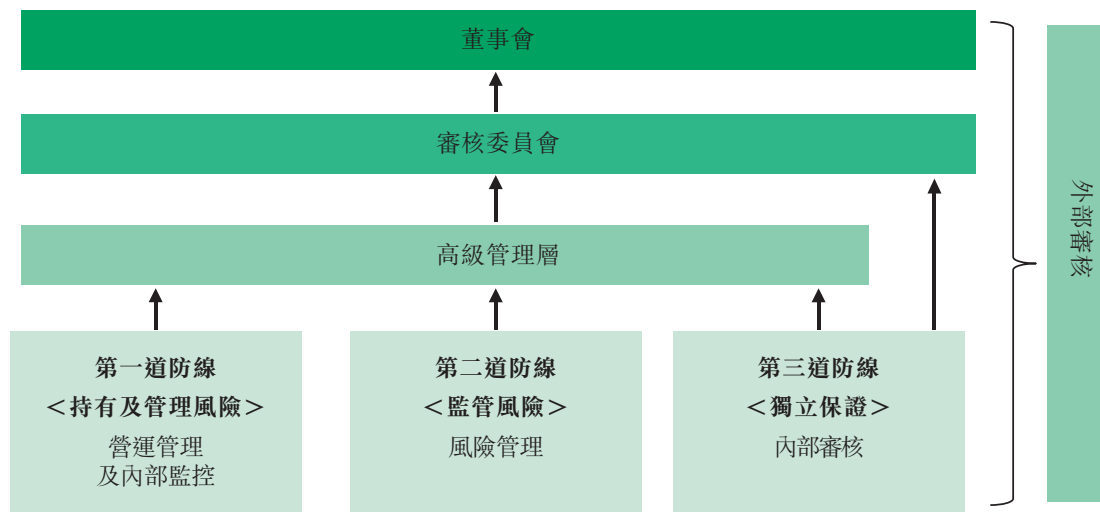 董事會
審核委員會
高級管理層
第一道防線
＜持有及管理風險＞
營運管理
及內部監控
第二道防線
＜監管風險＞
風險管理
第三道防線
＜獨立保證＞
內部審核
外部審核